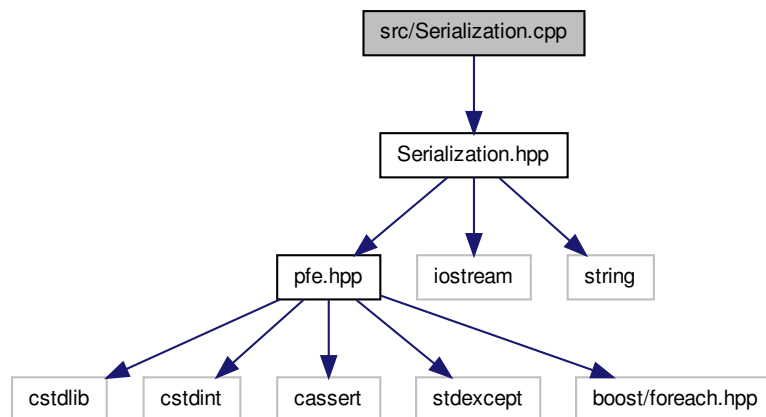 src/Serialization.cpp
Serialization.hpp
pfe.hpp
iostream
string
cstdlib
cstdint
cassert
stdexcept
boost/foreach.hpp